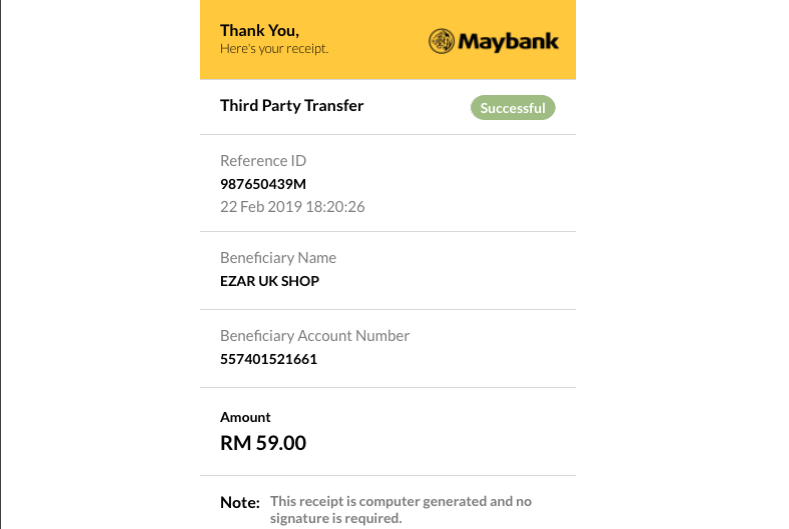 Thank You,
Here's your receipt.
Maybank
Third Party Transfer
Successful
Reference ID
987650439M
22 Feb 2019 18:20:26
Beneficiary Name
EZAR UK SHOP
Beneficiary Account Number
557401521661
Amount
RM 59.00
Note: This receipt is computer generated and no
signature is required.